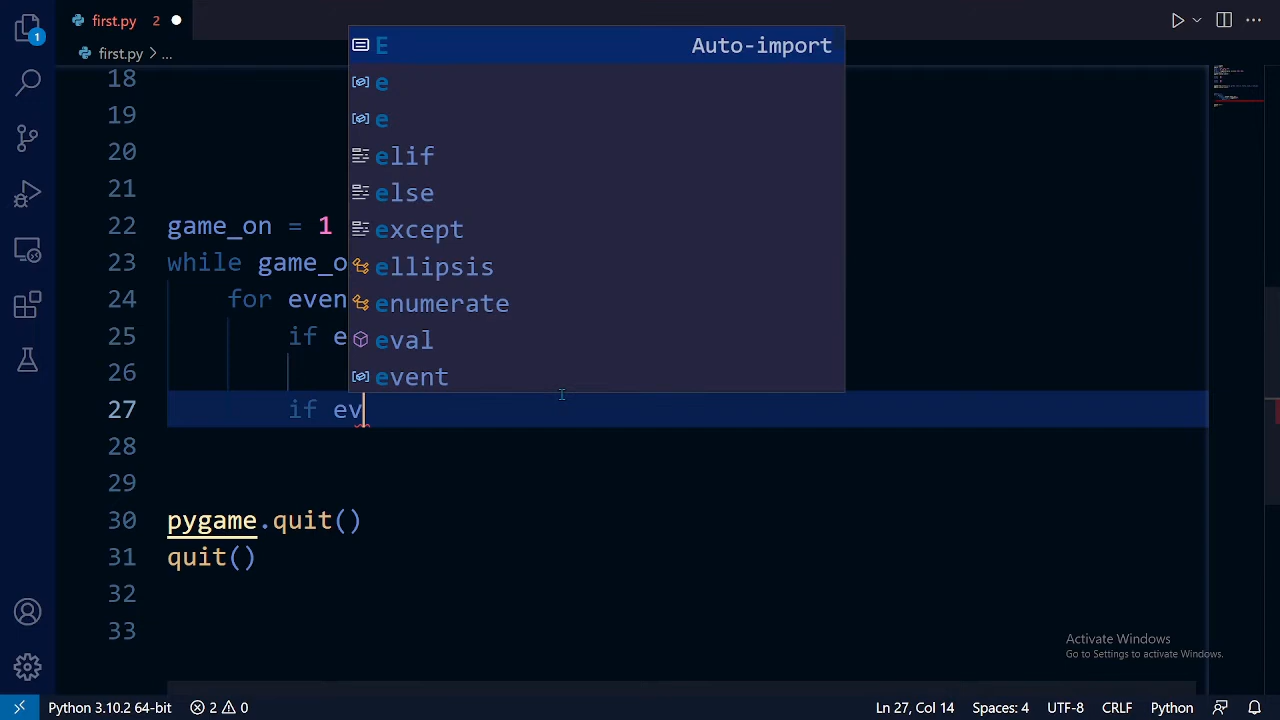 first.py 2
1
first.py > ...
E Auto-import
e
e
elif
else
except
ellipsis
enumerate
eval
event
18
19
20
21
22 game_on = 1
23 while game_o
24 for even
25 if e
26
27 if ev
28
29
30 pygame.quit()
31 quit()
32
33
Activate Windows
Go to Settings to activate Windows.
Python 3.10.2 64-bit 2 0 Ln 27, Col 14 Spaces: 4 UTF-8 CRLF Python